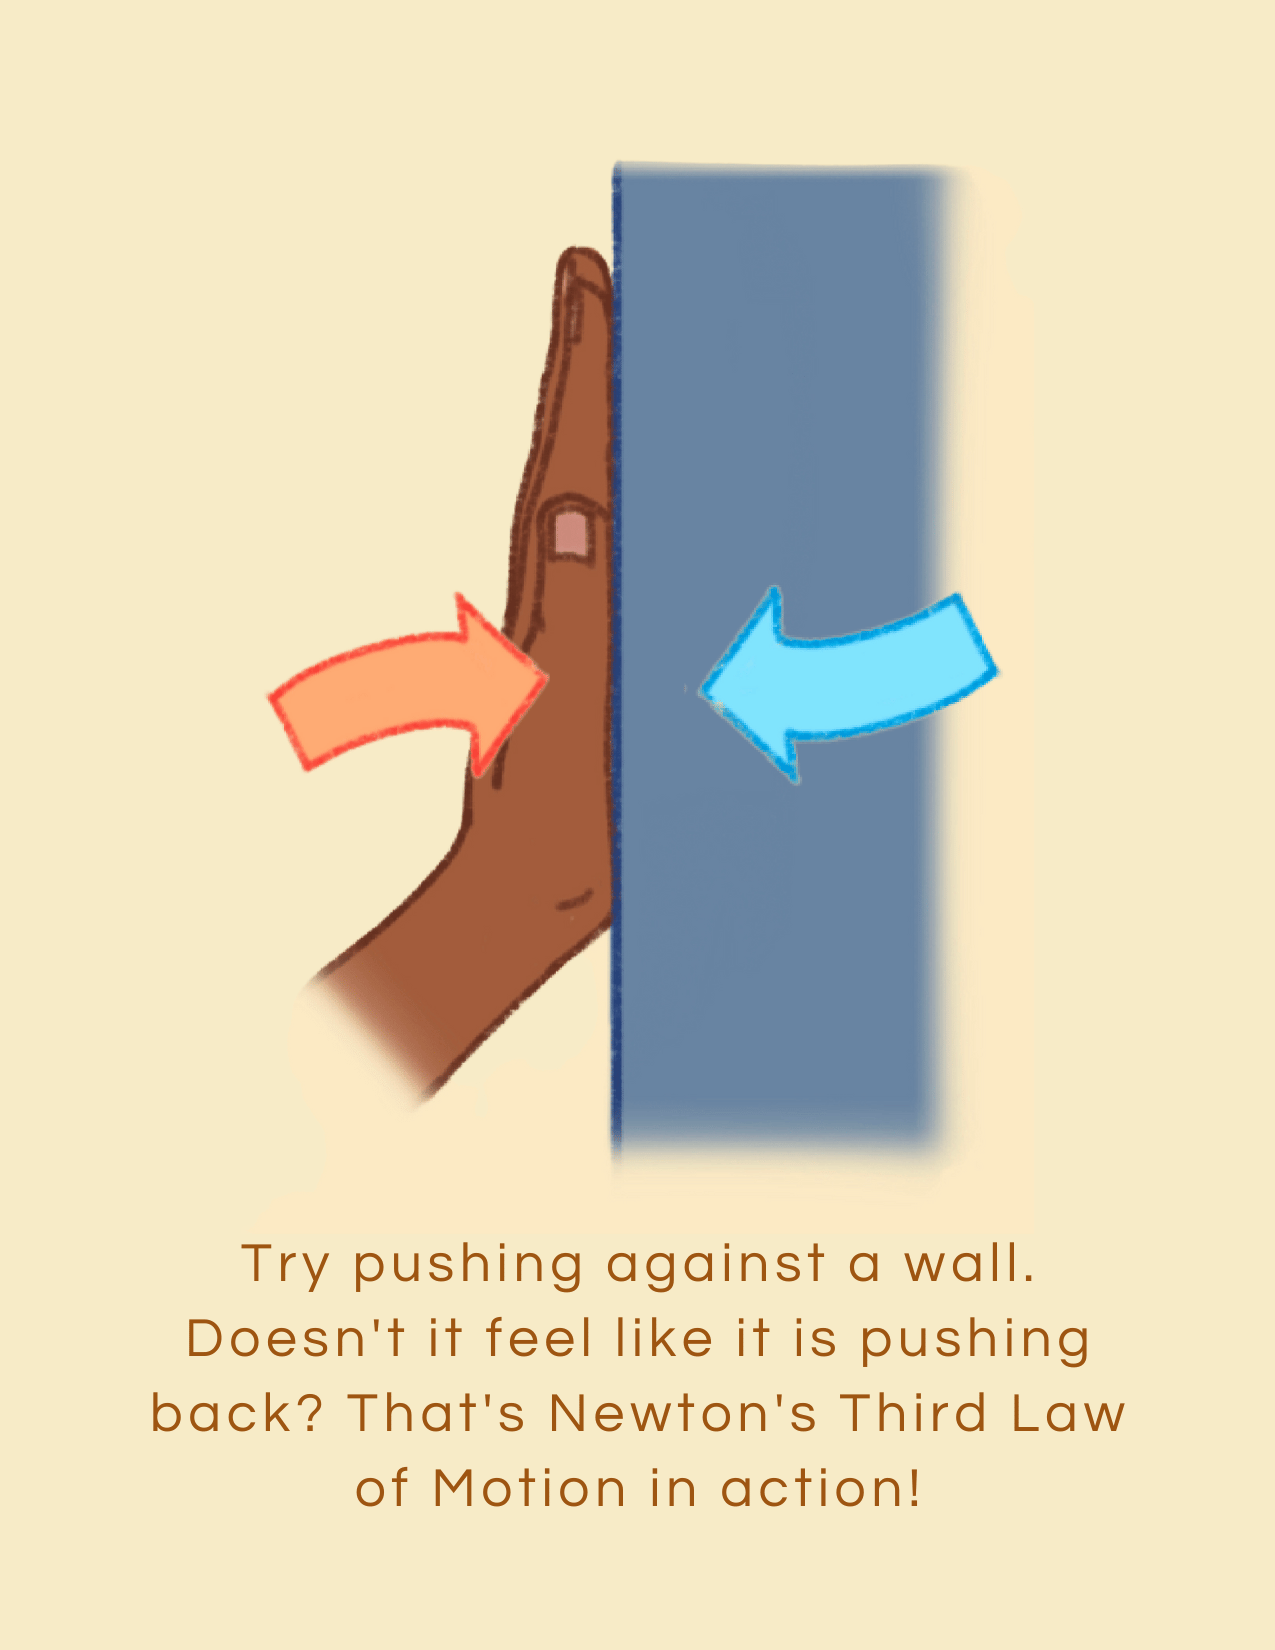 Try pushing against a wall.
Doesn't it feel like it is pushing
back? That's Newton's Third Law
of Motion in action!